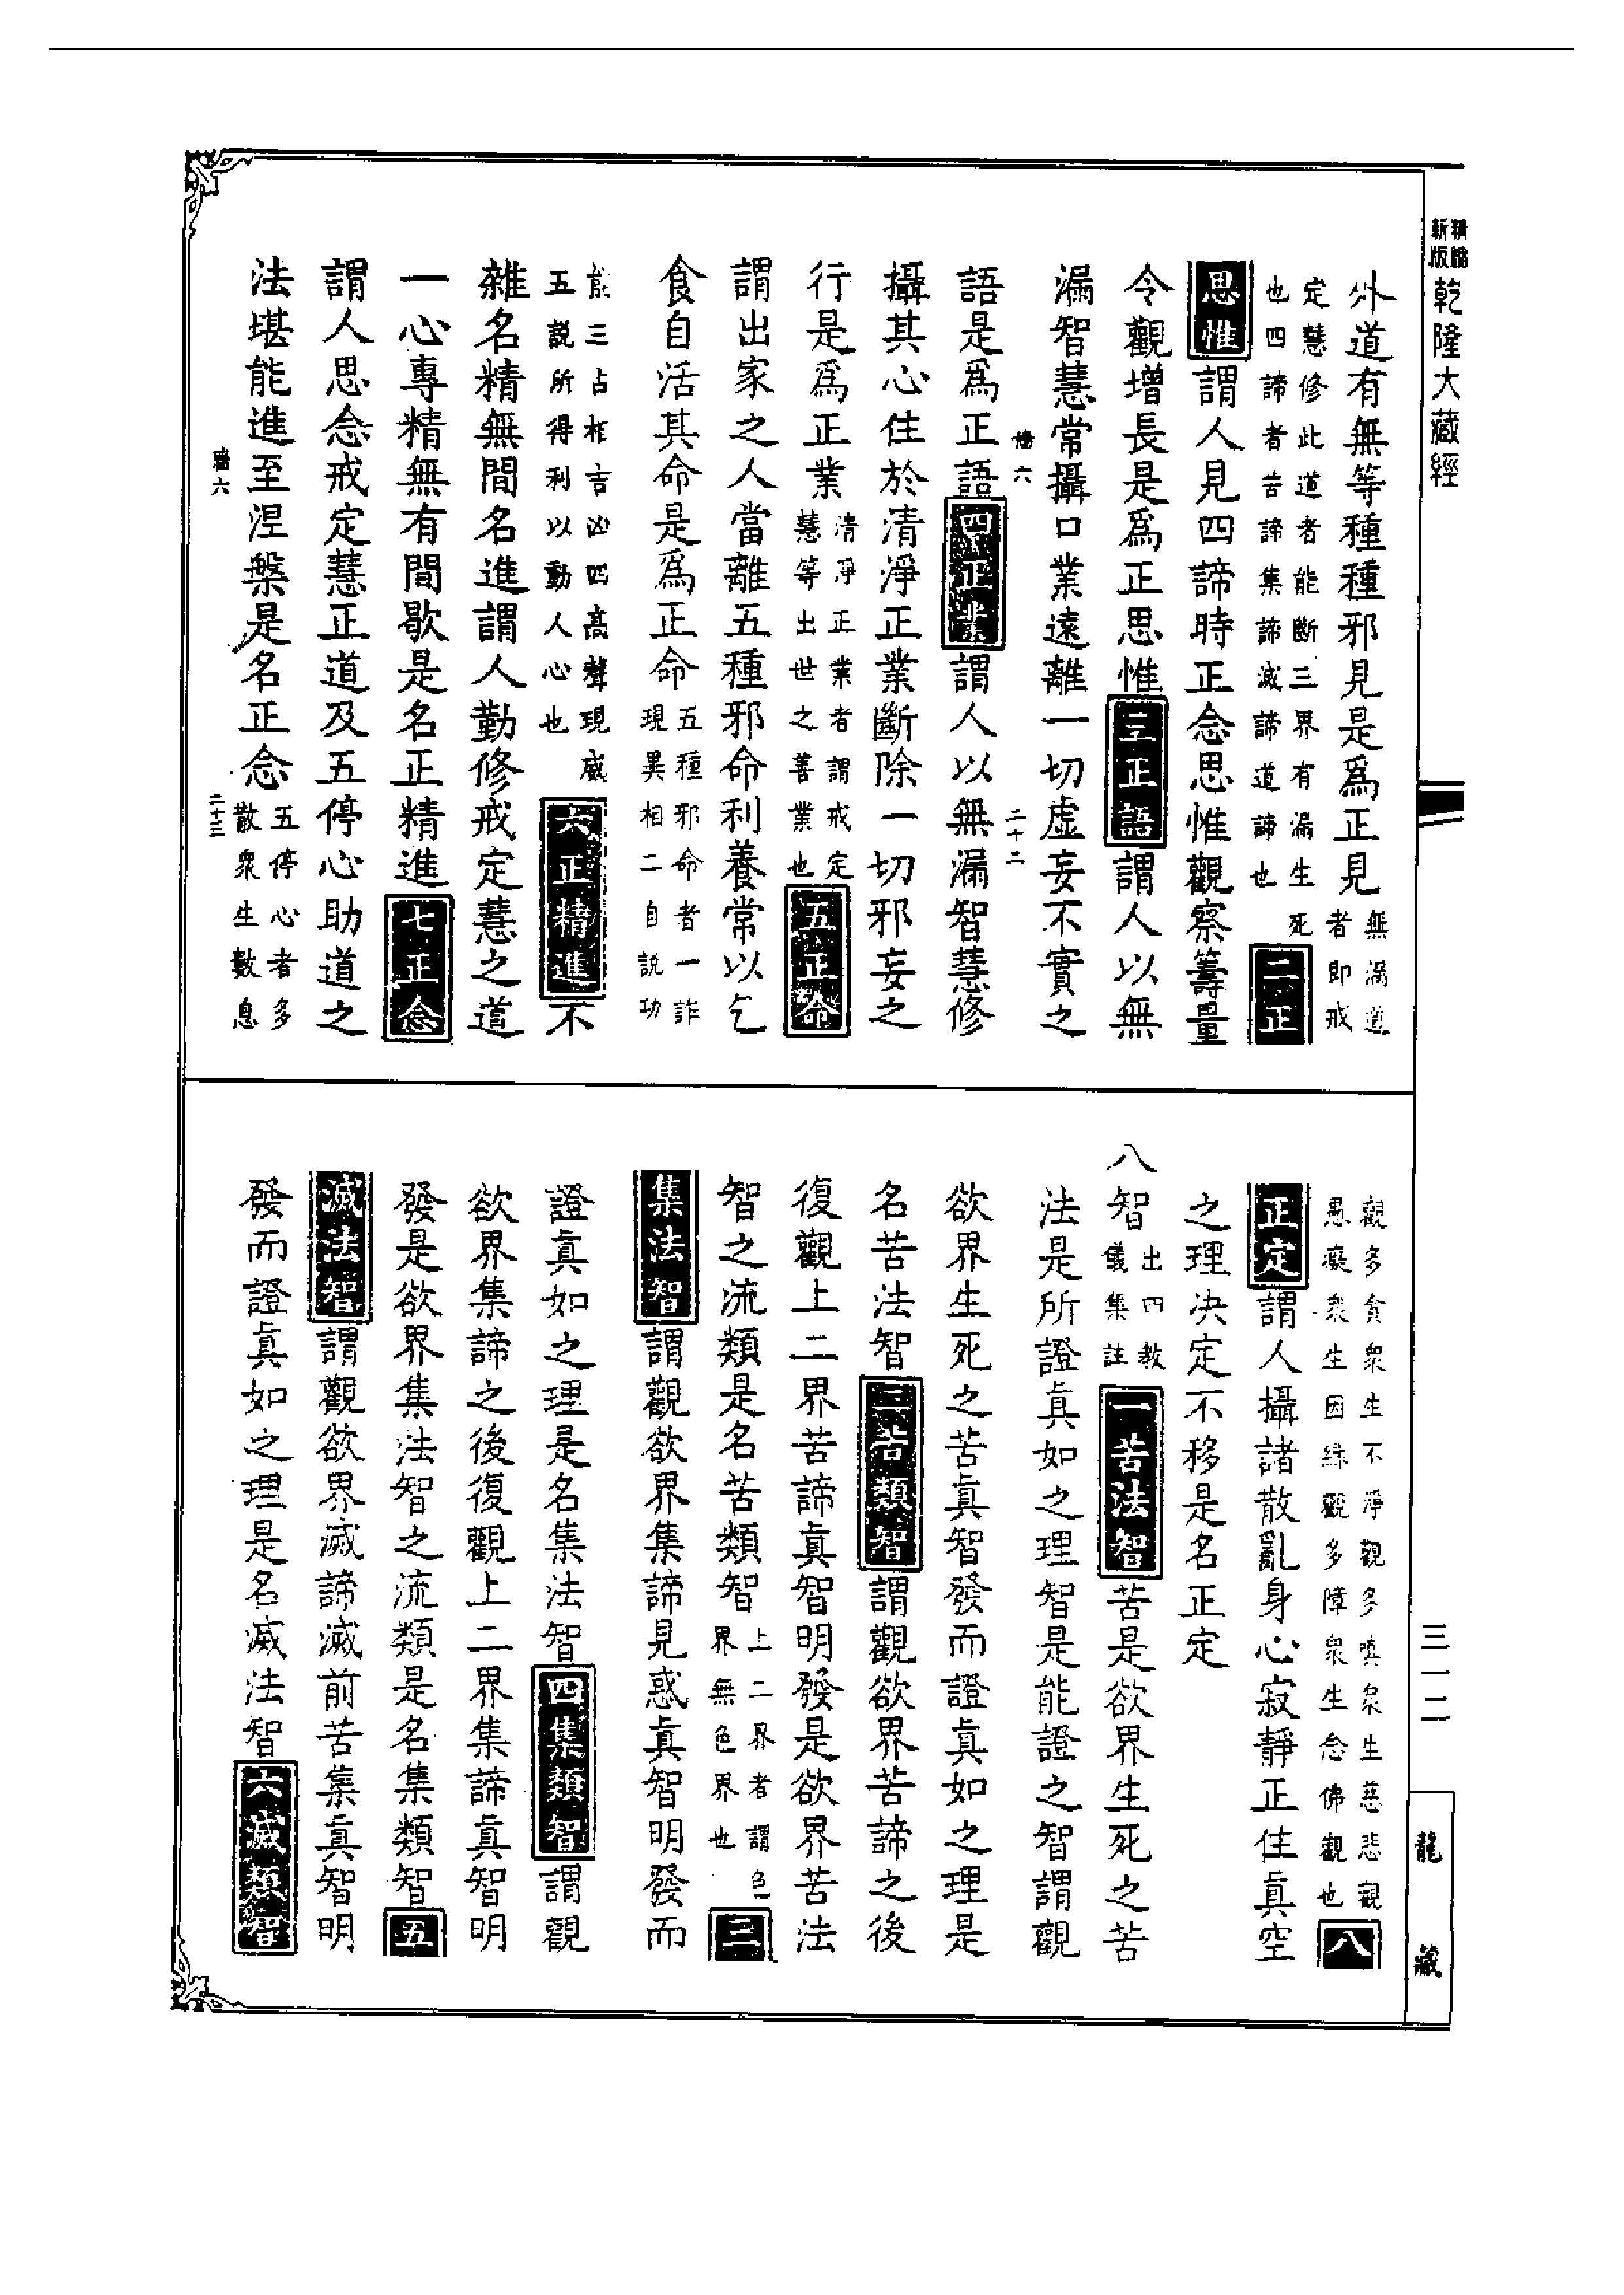 精縮
新版
乾隆大藏經
外道有無等種種邪見是爲正見無漏道
者即戒
定慧修此道者能斷三界有漏生死
也四諦者苦諦集諦滅諦道諦也二正
思惟謂人見四諦時正念思惟觀察籌量
令觀增長是爲正思惟三正語謂人以無
漏智慧常攝口業遠離一切虛妄不實之
語是爲正語四正業謂人以無漏智慧修
攝其心住於清淨正業斷除一切邪妄之
行是爲正業清淨正業者謂戒定
慧等出世之善業也五正命
謂出家之人當離五種邪命利養常以乞
食自活其命是爲正命五種邪命者一詐
現異相二自說功
能三占相吉凶四高聲現威
五說所得利以動人心也六正精進不
雜名精無間名進謂人勤修戒定慧之道
一心專精無有間歇是名正精進七正念
謂人思念戒定慧正道及五停心助道之
法堪能進至涅槃是名正念五停心者多
散衆生數息
六
二十二
六
二十三
觀多貪衆生不淨觀多嗔衆生慈悲觀
愚癡衆生因緣觀多障衆生念佛觀也八
正定謂人攝諸散亂身心寂靜正住眞空
之理決定不移是名正定
八智出四教
儀集註一苦法智苦是欲界生死之苦
法是所證眞如之理智是能證之智謂觀
欲界生死之苦眞智發而證眞如之理是
名苦法智二苦類智謂觀欲界苦諦之後
復觀上二界苦諦眞智明發是欲界苦法
智之流類是名苦類智上二界者謂色
界無色界也三
集法智謂觀欲界集諦見惑眞智明發而
證眞如之理是名集法智四集類智謂觀
欲界集諦之後復觀上二界集諦眞智明
發是欲界集法智之流類是名集類智五
滅法智謂觀欲界滅諦滅前苦集眞智明
發而證眞如之理是名滅法智六滅類智
三一二
龍藏